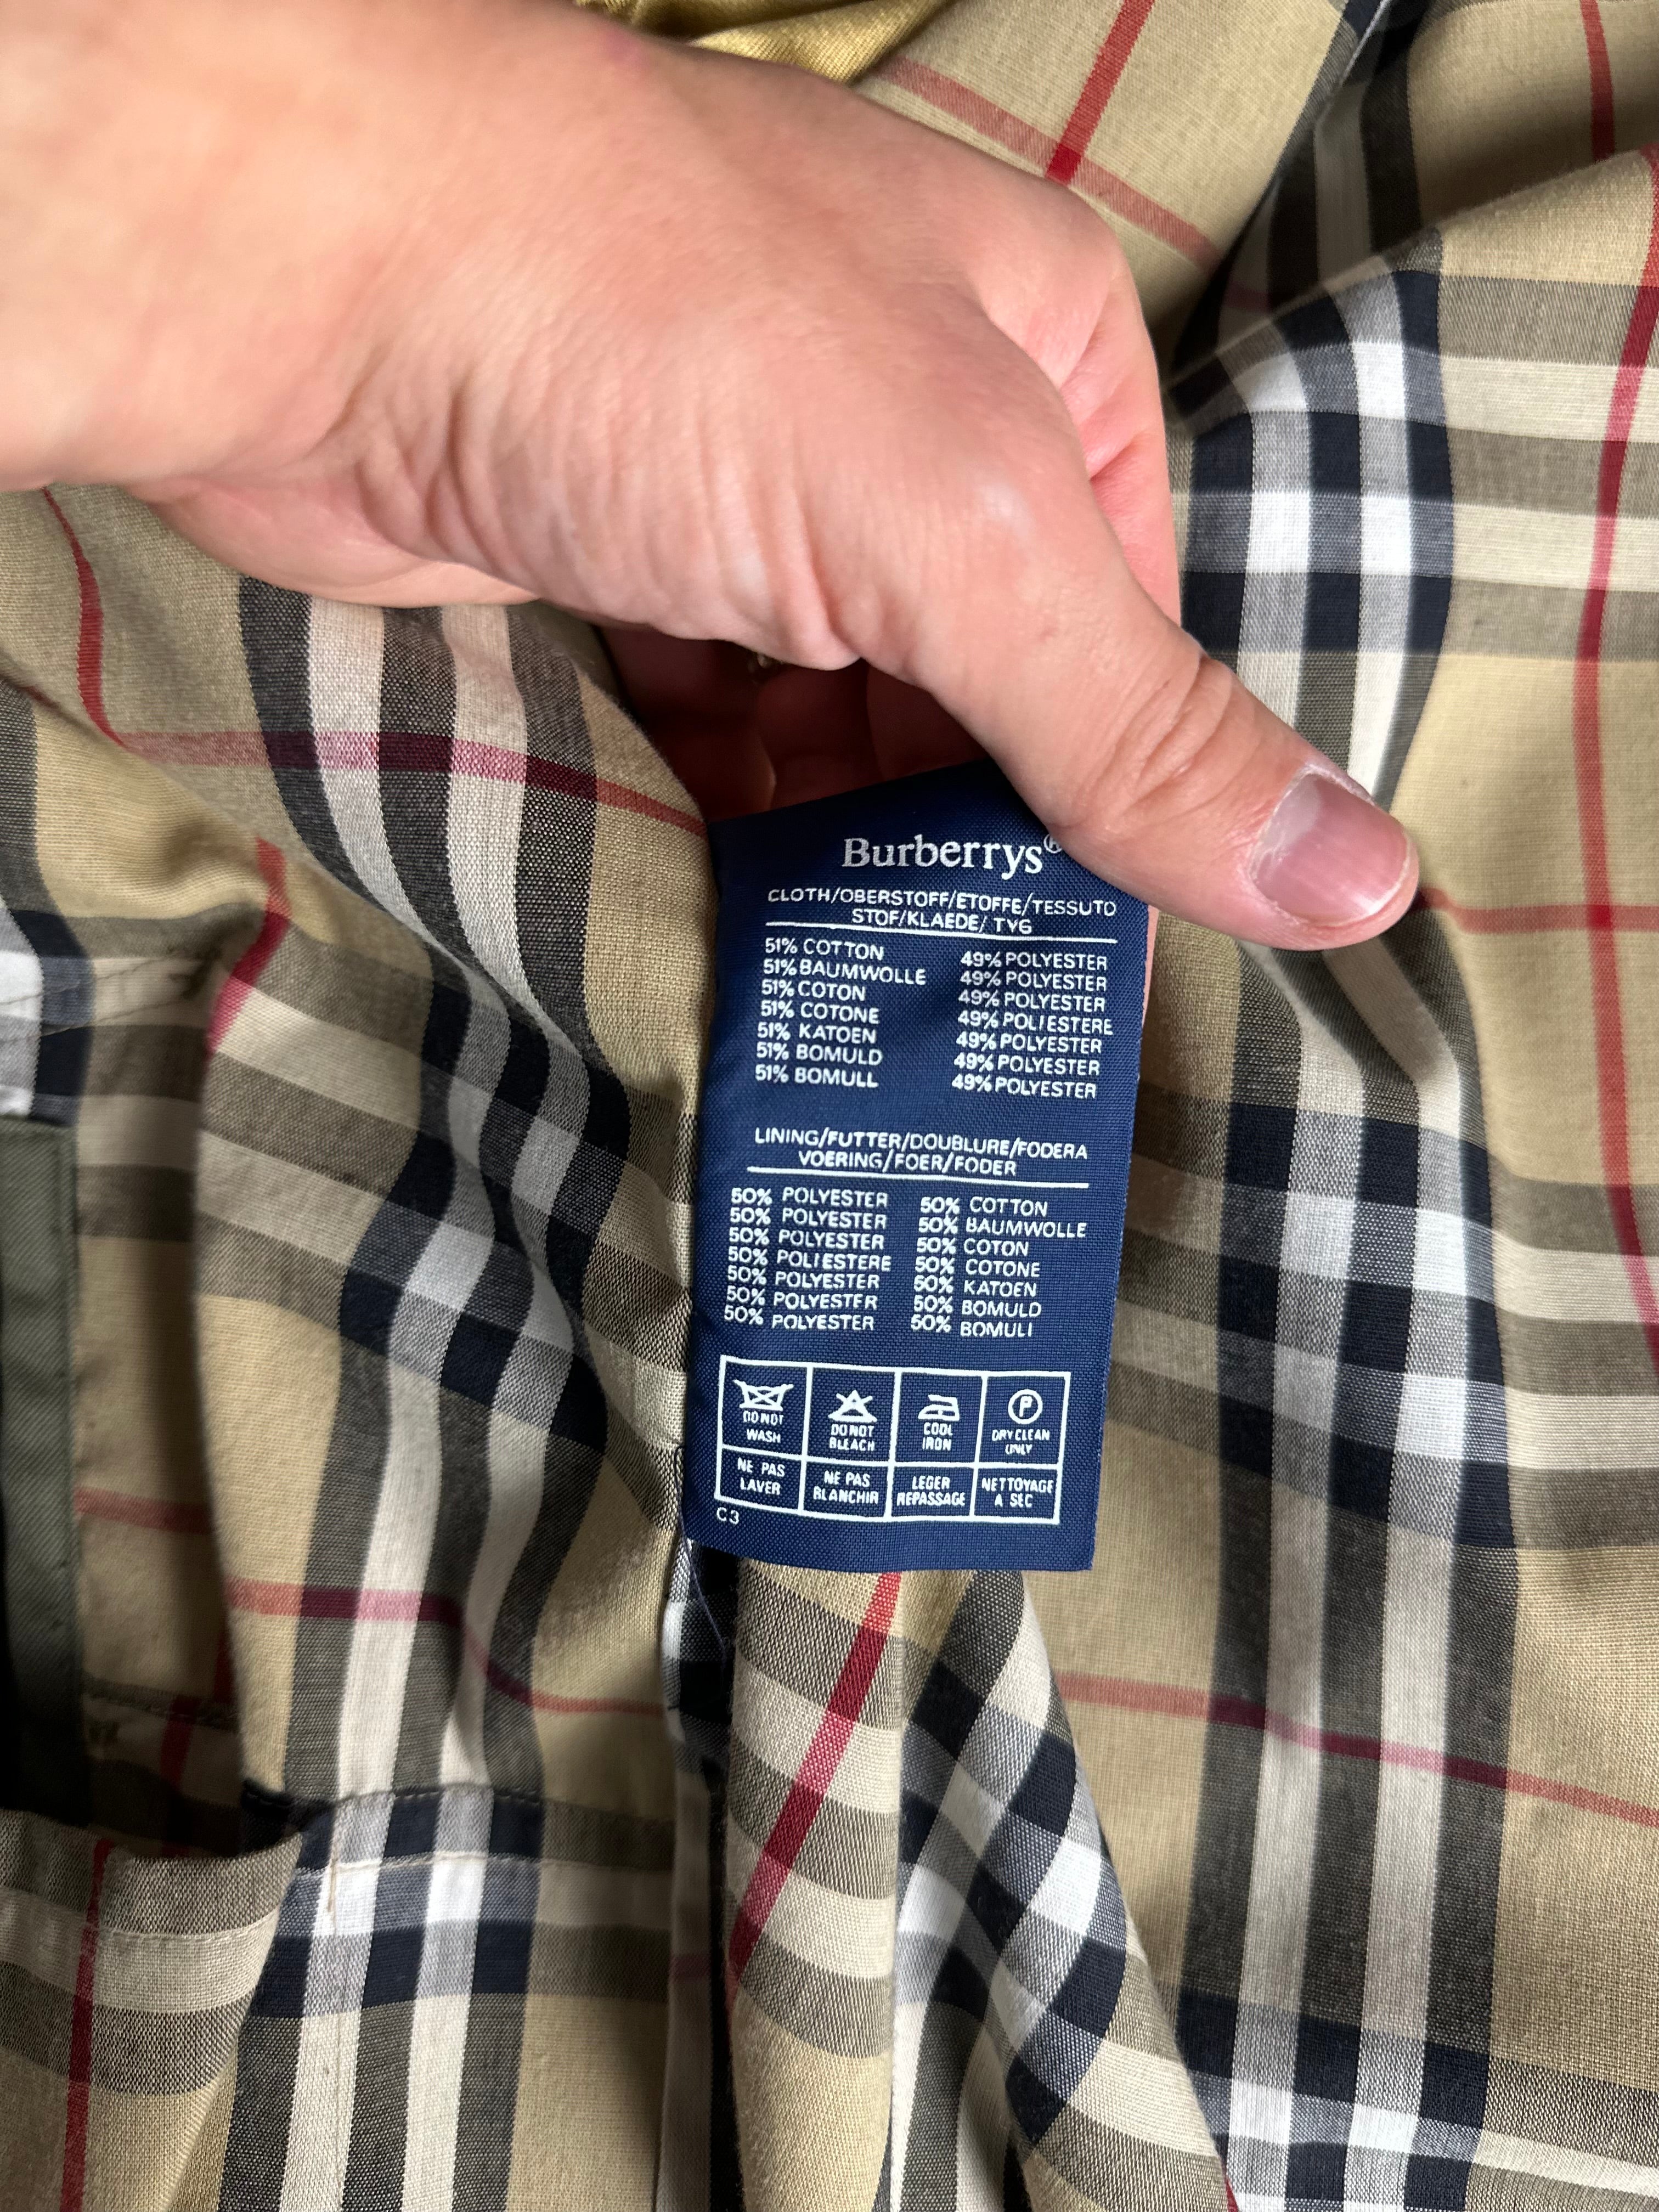 Burberrys®
CLOTH/OBERSTOFF/ETOFFE/TESSUTO
STOF/KLAEDE/ TYG
51% COTTON 49% POLYESTER
51% BAUMWOLLE 49% POLYESTER
51% COTON 49% POLYESTER
51% COTONE 49% POLIESTERE
51% KATOEN 49% POLYESTER
51% BOMULD 49% POLYESTER
51% BOMULL 49% POLYESTER
LINING/FUTTER/DOUBLURE/FODERA
VOERING/FOER/FODER
50% POLYESTER 50% COTTON
50% POLYESTER 50% BAUMWOLLE
50% POLYESTER 50% COTON
50% POLIESTERE 50% COTONE
50% POLYESTER 50% KATOEN
50% POLYESTER 50% BOMULD
50% POLYESTER 50% BOMULL
P
DO NOT WASH
DO NOT BLEACH
COOL IRON
DRY CLEAN ONLY
NE PAS LAVER
NE PAS BLANCHIR
LEGER REPASSAGE
NETTOYAGE A SEC
C3